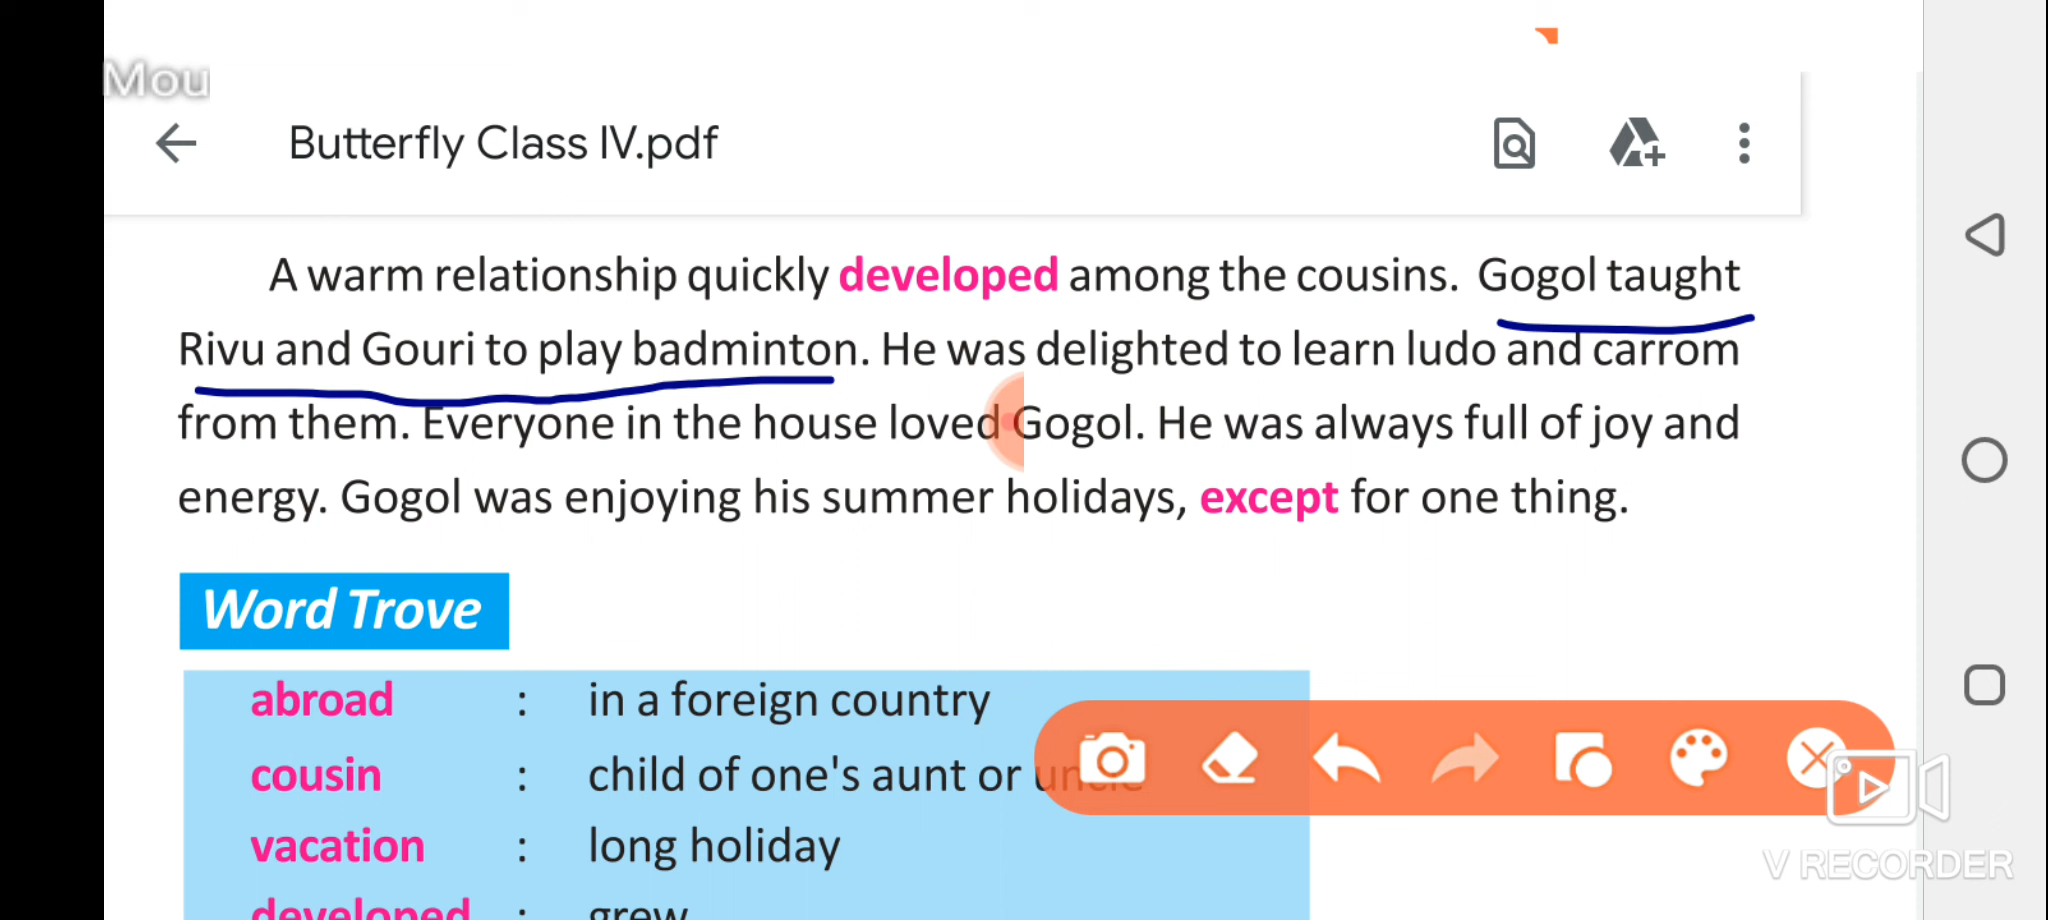 Mou
Butterfly Class IV.pdf
A warm relationship quickly developed among the cousins. Gogol taught
Rivu and Gouri to play badminton. He was delighted to learn ludo and carrom
from them. Everyone in the house loved Gogol. He was always full of joy and
energy. Gogol was enjoying his summer holidays, except for one thing.
Word Trove
abroad : in a foreign country
cousin : child of one's aunt or uncle
vacation : long holiday
developed : grew
V RECORDER